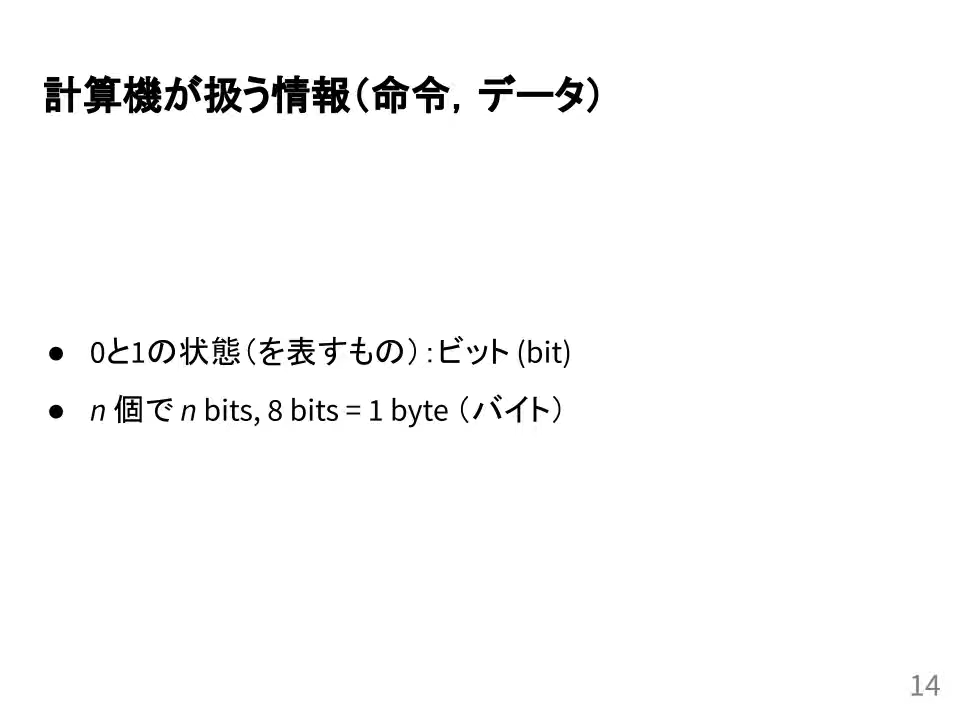 計算機が扱う情報（命令，データ）
● 0と1の状態（を表すもの）：ビット (bit)
● n 個で n bits, 8 bits = 1 byte（バイト）
14